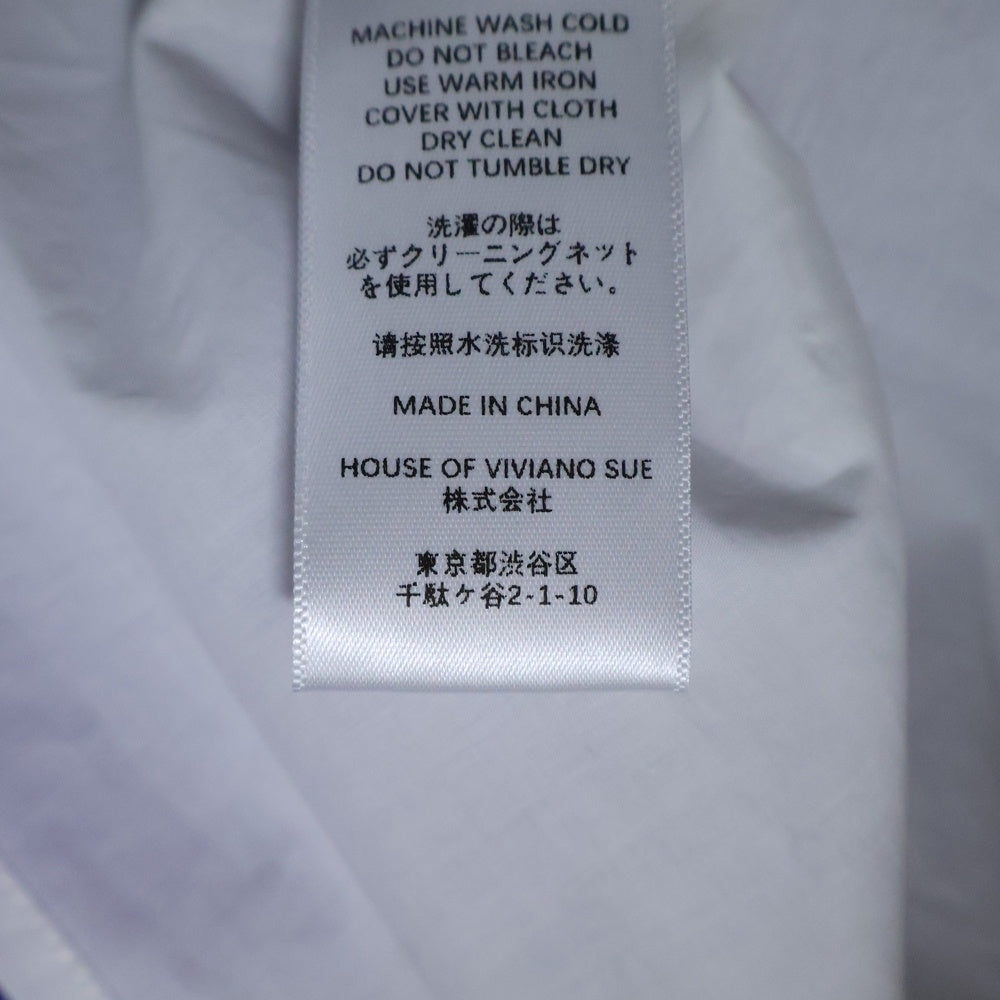 MACHINE WASH COLD
DO NOT BLEACH
USE WARM IRON
COVER WITH CLOTH
DRY CLEAN
DO NOT TUMBLE DRY
洗濯の際は
必ずクリーニングネット
を使用してください。
请按照水洗标识洗涤
MADE IN CHINA
HOUSE OF VIVIANO SUE
株式会社
東京都渋谷区
千駄ケ谷2-1-10